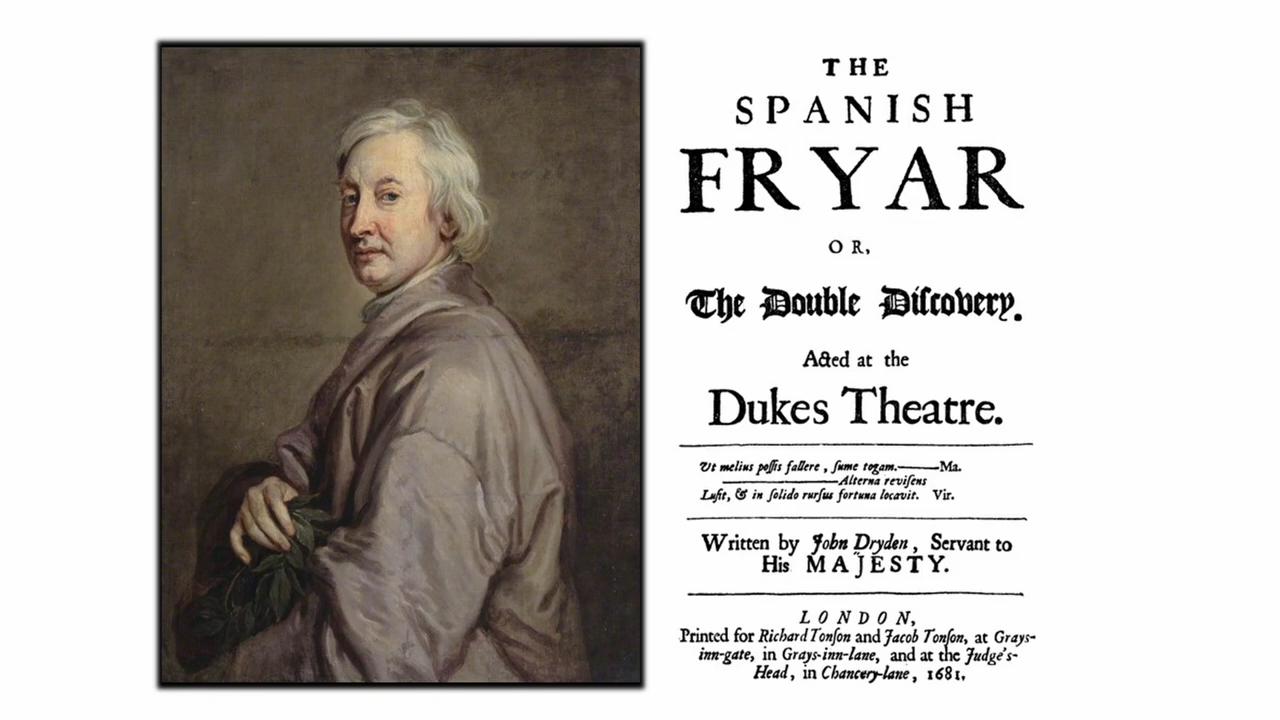 THE
SPANISH
FRYAR
OR,
The Double Diſcovery.
Acted at the
Dukes Theatre.
Ut melius poſſis fallere, ſume togam.——Ma.
——Alterna reviſens
Luſit, & in ſolido rurſus fortuna locavit. Vir.
Written by John Dryden, Servant to
His MAJESTY.
LONDON,
Printed for Richard Tonſon and Jacob Tonſon, at Grays-
inn-gate, in Grays-inn-lane, and at the Judge's-
Head, in Chancery-lane, 1681.